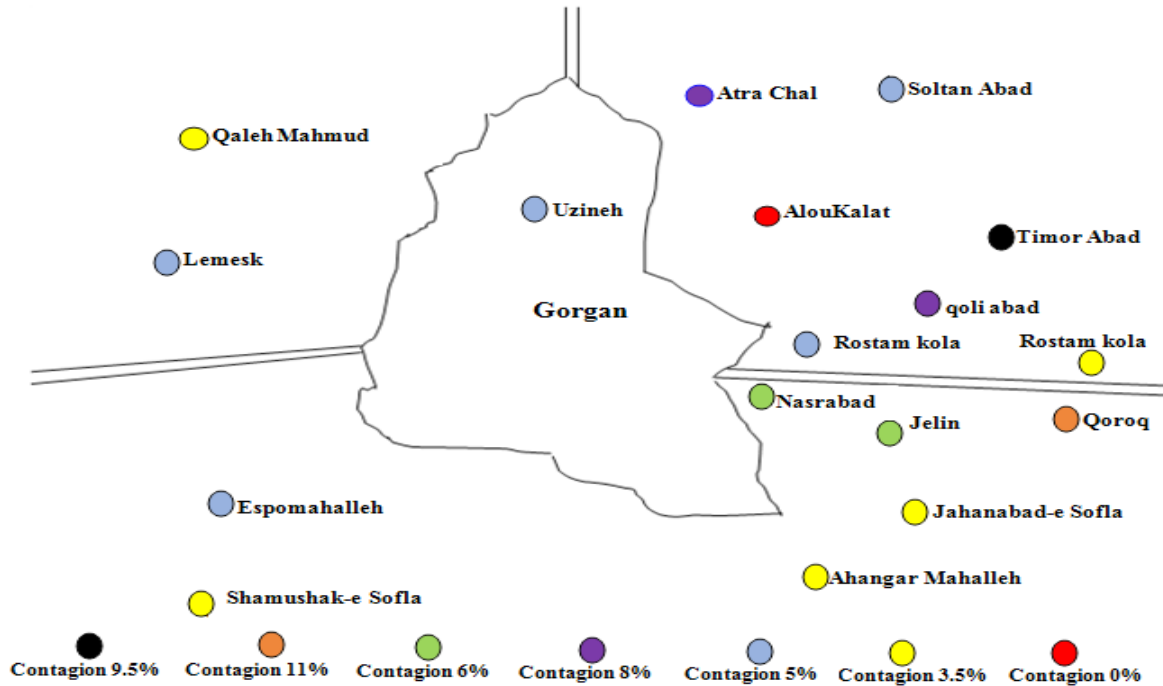 Atra Chal
Soltan Abad
Qaleh Mahmud
Uzineh
AlouKalat
Timor Abad
Lemesk
Gorgan
qoli abad
Rostam kola
Rostam kola
Nasrabad
Jelin
Qoroq
Espomahalleh
Jahanabad-e Sofla
Ahangar Mahalleh
Shamushak-e Sofla
Contagion 9.5%
Contagion 11%
Contagion 6%
Contagion 8%
Contagion 5%
Contagion 3.5%
Contagion 0%